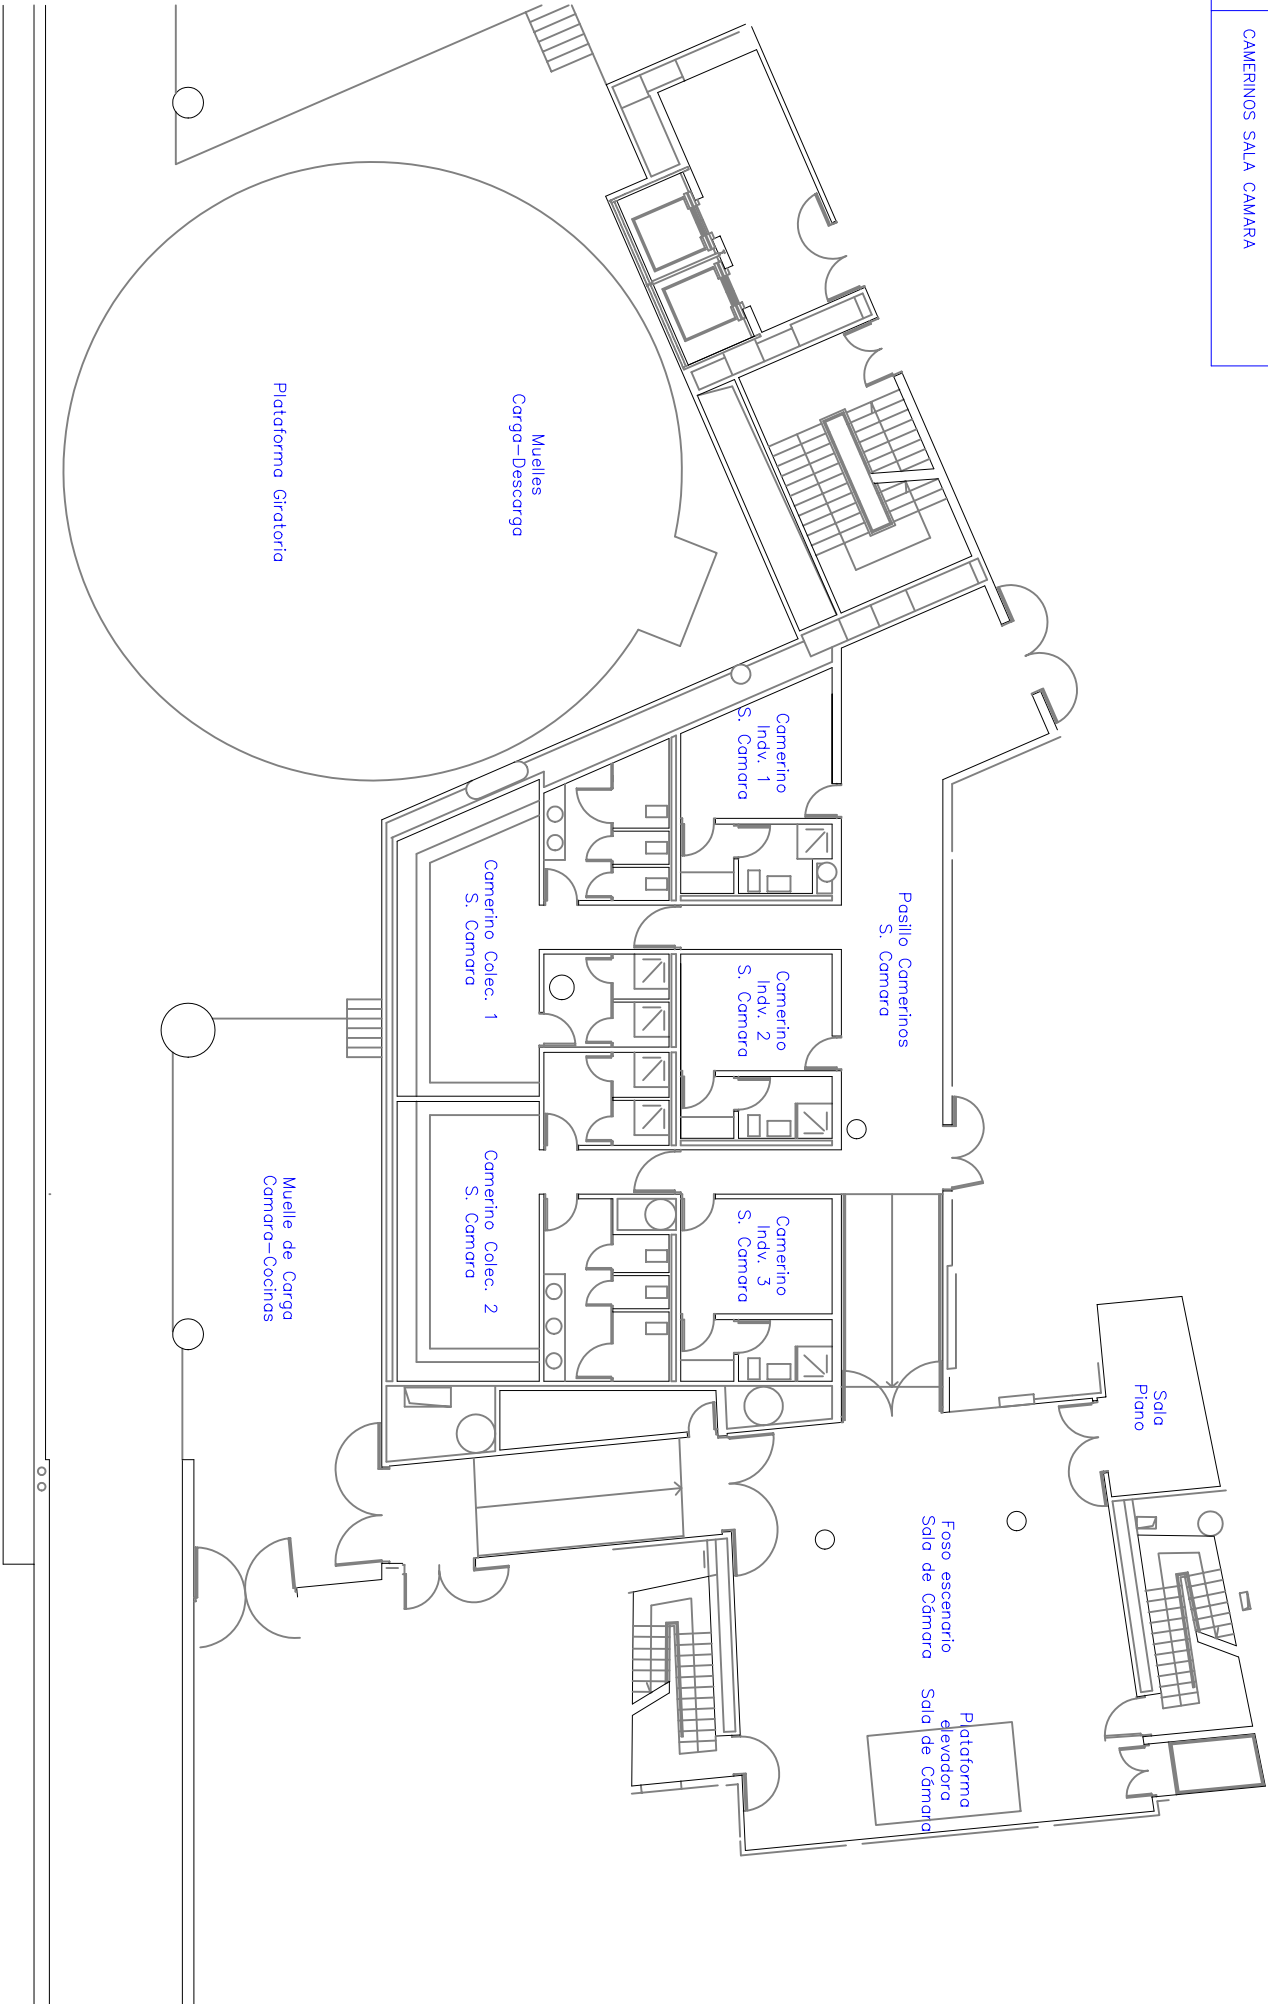 CAMERINOS SALA CAMARA
Muelles
Carga-Descarga
Plataforma Giratoria
Camerino
Indv. 1
S. Camara
Pasillo Camerinos
S. Camara
Camerino Colec. 1
S. Camara
Camerino
Indv. 2
S. Camara
Camerino Colec. 2
S. Camara
Camerino
Indv. 3
S. Camara
Muelle de Carga
Camara-Cocinas
Sala
Piano
Foso escenario
Sala de Cámara
Plataforma
elevadora
Sala de Cámara